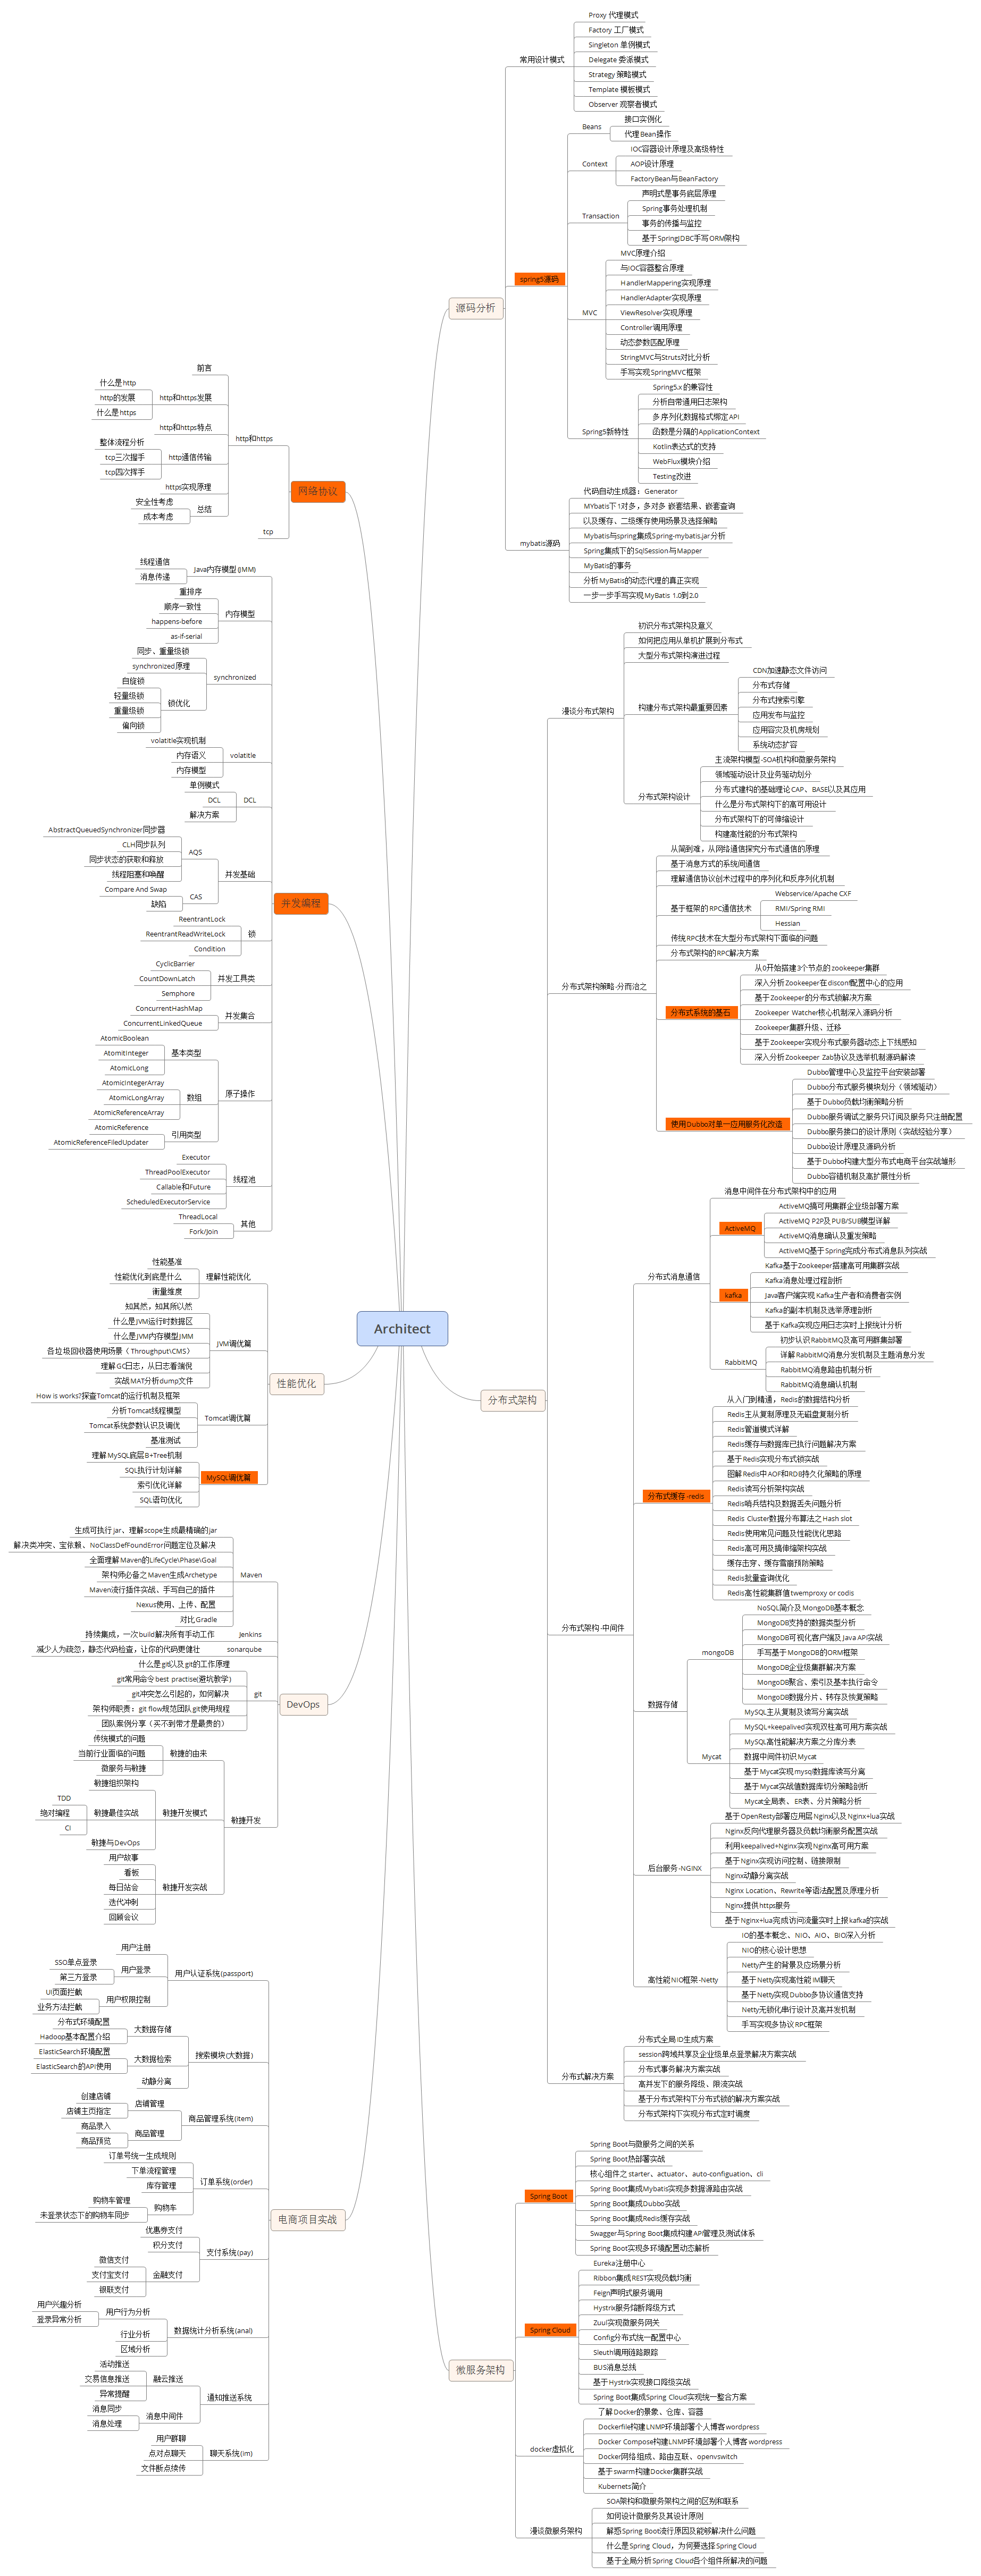 Architect
源码分析
常用设计模式
Proxy 代理模式
Factory 工厂模式
Singleton 单例模式
Delegate 委派模式
Strategy 策略模式
Template 模板模式
Observer 观察者模式
spring5源码
Beans
接口实例化
代理Bean操作
Context
IOC容器设计原理及高级特性
AOP设计原理
FactoryBean与BeanFactory
Transaction
声明式是事务底层原理
Spring事务处理机制
事务的传播与监控
基于SpringJDBC手写ORM架构
MVC
MVC原理介绍
与IOC容器整合原理
HandlerMappering实现原理
HandlerAdapter实现原理
ViewResolver实现原理
Controller调用原理
动态参数匹配原理
StringMVC与Struts对比分析
手写实现SpringMVC框架
Spring5新特性
Spring5.x的兼容性
分析自带通用日志架构
多 序列化数据格式绑定API
函数是分隔的ApplicationContext
Kotlin表达式的支持
WebFlux模块介绍
Testing改进
mybatis源码
代码自动生成器：Generator
MYbatis下1对多，多对多 嵌套结果、嵌套查询
以及缓存、二级缓存使用场景及选择策略
Mybatis与spring集成Spring-mybatis.jar分析
Spring集成下的SqlSession与Mapper
MyBatis的事务
分析MyBatis的动态代理的真正实现
一步一步手写实现MyBatis 1.0到2.0
分布式架构
漫谈分布式架构
初识分布式架构及意义
如何把应用从单机扩展到分布式
大型分布式架构演进过程
构建分布式架构最重要因素
CDN加速静态文件访问
分布式存储
分布式搜索引擎
应用发布与监控
应用容灾及机房规划
系统动态扩容
分布式架构设计
主流架构模型-SOA机构和微服务架构
领域驱动设计及业务驱动划分
分布式建构的基础理论CAP、BASE以及其应用
什么是分布式架构下的高可用设计
分布式架构下的可伸缩设计
构建高性能的分布式架构
分布式架构策略-分而治之
从简到难，从网络通信探究分布式通信的原理
基于消息方式的系统间通信
理解通信协议创术过程中的序列化和反序列化机制
基于框架的RPC通信技术
Webservice/Apache CXF
RMI/Spring RMI
Hessian
传统RPC技术在大型分布式架构下面临的问题
分布式架构的RPC解决方案
分布式系统的基石
从0开始搭建3个节点的zookeeper集群
深入分析Zookeeper在disconf配置中心的应用
基于Zookeeper的分布式锁解决方案
Zookeeper Watcher核心机制深入源码分析
Zookeeper集群升级、迁移
基于Zookeeper实现分布式服务器动态上下线感知
深入分析Zookeeper Zab协议及选举机制源码解读
使用Dubbo对单一应用服务化改造
Dubbo管理中心及监控平台安装部署
Dubbo分布式服务模块划分（领域驱动）
基于Dubbo负载均衡策略分析
Dubbo服务调试之服务只订阅及服务只注册配置
Dubbo服务接口的设计原则（实战经验分享）
Dubbo设计原理及源码分析
基于Dubbo构建大型分布式电商平台实战雏形
Dubbo容错机制及高扩展性分析
分布式架构-中间件
分布式消息通信
消息中间件在分布式架构中的应用
ActiveMQ
ActiveMQ搞可用集群企业级部署方案
ActiveMQ P2P及PUB/SUB模型详解
ActiveMQ消息确认及重发策略
ActiveMQ基于Spring完成分布式消息队列实战
kafka
Kafka基于Zookeeper搭建高可用集群实战
Kafka消息处理过程剖析
Java客户端实现Kafka生产者和消费者实例
Kafka的副本机制及选举原理剖析
基于Kafka实现应用日志实时上报统计分析
RabbitMQ
初步认识RabbitMQ及高可用群集部署
详解RabbitMQ消息分发机制及主题消息分发
RabbitMQ消息路由机制分析
RabbitMQ消息确认机制
分布式缓存-redis
从入门到精通，Redis的数据结构分析
Redis主从复制原理及无磁盘复制分析
Redis管道模式详解
Redis缓存与数据库已执行问题解决方案
基于Redis实现分布式锁实战
图解Redis中AOF和RDB持久化策略的原理
Redis读写分析架构实战
Redis哨兵结构及数据丢失问题分析
Redis Cluster数据分布算法之Hash slot
Redis使用常见问题及性能优化思路
Redis高可用及搞伸缩架构实战
缓存击穿、缓存雪崩预防策略
Redis批量查询优化
Redis高性能集群值twemproxy or codis
数据存储
mongoDB
NoSQL简介及MongoDB基本概念
MongoDB支持的数据类型分析
MongoDB可视化客户端及Java API实战
手写基于MongoDB的ORM框架
MongoDB企业级集群解决方案
MongoDB聚合、索引及基本执行命令
MongoDB数据分片、转存及恢复策略
Mycat
MySQL主从复制及读写分离实战
MySQL+keepalived实现双柱高可用方案实战
MySQL高性能解决方案之分库分表
数据中间件初识Mycat
基于Mycat实现mysql数据库读写分离
基于Mycat实战值数据库切分策略剖析
Mycat全局表、ER表、分片策略分析
后台服务-NGINX
基于OpenResty部署应用层Nginx以及Nginx+lua实战
Nginx反向代理服务器及负载均衡服务配置实战
利用keepalived+Nginx实现Nginx高可用方案
基于Nginx实现访问控制、链接限制
Nginx动静分离实战
Nginx Location、Rewrite等语法配置及原理分析
Nginx提供https服务
基于Nginx+lua完成访问流量实时上报kafka的实战
高性能NIO框架-Netty
IO的基本概念、NIO、AIO、BIO深入分析
NIO的核心设计思想
Netty产生的背景及应场景分析
基于Netty实现高性能IM聊天
基于Netty实现Dubbo多协议通信支持
Netty无锁化串行设计及高并发机制
手写实现多协议RPC框架
分布式解决方案
分布式全局ID生成方案
session跨域共享及企业级单点登录解决方案实战
分布式事务解决方案实战
高并发下的服务降级、限流实战
基于分布式架构下分布式锁的解决方案实战
分布式架构下实现分布式定时调度
微服务架构
Spring Boot
Spring Boot与微服务之间的关系
Spring Boot热部署实战
核心组件之starter、actuator、auto-configuation、cli
Spring Boot集成Mybatis实现多数据源路由实战
Spring Boot集成Dubbo实战
Spring Boot集成Redis缓存实战
Swagger与Spring Boot集成构建API管理及测试体系
Spring Boot实现多环境配置动态解析
Spring Cloud
Eureka注册中心
Ribbon集成REST实现负载均衡
Feign声明式服务调用
Hystrix服务熔断降级方式
Zuul实现微服务网关
Config分布式统一配置中心
Sleuth调用链路跟踪
BUS消息总线
基于Hystrix实现接口降级实战
Spring Boot集成Spring Cloud实现统一整合方案
docker虚拟化
了解Docker的景象、仓库、容器
Dockerfile构建LNMP环境部署个人博客wordpress
Docker Compose构建LNMP环境部署个人博客wordpress
Docker网络组成、路由互联、openvswitch
基于swarm构建Docker集群实战
Kubernets简介
漫谈微服务架构
SOA架构和微服务架构之间的区别和联系
如何设计微服务及其设计原则
解惑Spring Boot流行原因及能够解决什么问题
什么是Spring Cloud，为何要选择Spring Cloud
基于全局分析Spring Cloud各个组件所解决的问题
网络协议
http和https
前言
http和https发展
什么是http
http的发展
什么是https
http和https特点
http通信传输
整体流程分析
tcp三次握手
tcp四次挥手
https实现原理
总结
安全性考虑
成本考虑
tcp
并发编程
Java内存模型(JMM)
线程通信
消息传递
内存模型
重排序
顺序一致性
happens-before
as-if-serial
synchronized
同步、重量级锁
synchronized原理
锁优化
自旋锁
轻量级锁
重量级锁
偏向锁
volatitle
volatitle实现机制
内存语义
内存模型
DCL
单例模式
DCL
解决方案
并发基础
AQS
AbstractQueuedSynchronizer同步器
CLH同步队列
同步状态的获取和释放
线程阻塞和唤醒
CAS
Compare And Swap
缺陷
锁
ReentrantLock
ReentrantReadWriteLock
Condition
并发工具类
CyclicBarrier
CountDownLatch
Semphore
并发集合
ConcurrentHashMap
ConcurrentLinkedQueue
原子操作
基本类型
AtomicBoolean
AtomitInteger
AtomicLong
数组
AtomicIntegerArray
AtomicLongArray
AtomicReferenceArray
引用类型
AtomicReference
AtomicReferenceFiledUpdater
线程池
Executor
ThreadPoolExecutor
Callable和Future
ScheduledExecutorService
其他
ThreadLocal
Fork/Join
性能优化
理解性能优化
性能基准
性能优化到底是什么
衡量维度
JVM调优篇
知其然，知其所以然
什么是JVM运行时数据区
什么是JVM内存模型JMM
各垃圾回收器使用场景（Throughput\CMS）
理解GC日志，从日志看端倪
实战MAT分析dump文件
Tomcat调优篇
How is works?探查Tomcat的运行机制及框架
分析Tomcat线程模型
Tomcat系统参数认识及调优
基准测试
MySQL调优篇
理解MySQL底层B+Tree机制
SQL执行计划详解
索引优化详解
SQL语句优化
DevOps
Maven
生成可执行jar、理解scope生成最精确的jar
解决类冲突、宝依赖、NoClassDefFoundError问题定位及解决
全面理解Maven的LifeCycle\Phase\Goal
架构师必备之Maven生成Archetype
Maven流行插件实战、手写自己的插件
Nexus使用、上传、配置
对比Gradle
Jenkins
持续集成，一次build解决所有手动工作
sonarqube
减少人为疏忽，静态代码检查，让你的代码更健壮
git
什么是git以及git的工作原理
git常用命令best practise(避坑教学)
git冲突怎么引起的，如何解决
架构师职责：git flow规范团队git使用规程
团队案例分享（买不到带才是最贵的）
敏捷开发
敏捷的由来
传统模式的问题
当前行业面临的问题
微服务与敏捷
敏捷开发模式
敏捷组织架构
敏捷最佳实战
TDD
绝对编程
CI
敏捷与DevOps
敏捷开发实战
用户故事
看板
每日站会
迭代冲刺
回顾会议
电商项目实战
用户认证系统(passport)
用户注册
用户登录
SSO单点登录
第三方登录
用户权限控制
UI页面拦截
业务方法拦截
搜索模块(大数据)
大数据存储
分布式环境配置
Hadoop基本配置介绍
大数据检索
ElasticSearch环境配置
ElasticSearch的API使用
动静分离
商品管理系统(item)
店铺管理
创建店铺
店铺主页指定
商品管理
商品录入
商品预览
订单系统(order)
订单号统一生成规则
下单流程管理
库存管理
购物车
购物车管理
未登录状态下的购物车同步
支付系统(pay)
优惠券支付
积分支付
金融支付
微信支付
支付宝支付
银联支付
数据统计分析系统(anal)
用户行为分析
用户兴趣分析
登录异常分析
行业分析
区域分析
通知推送系统
融云推送
活动推送
交易信息推送
异常提醒
消息中间件
消息同步
消息处理
聊天系统(im)
用户群聊
点对点聊天
文件断点续传